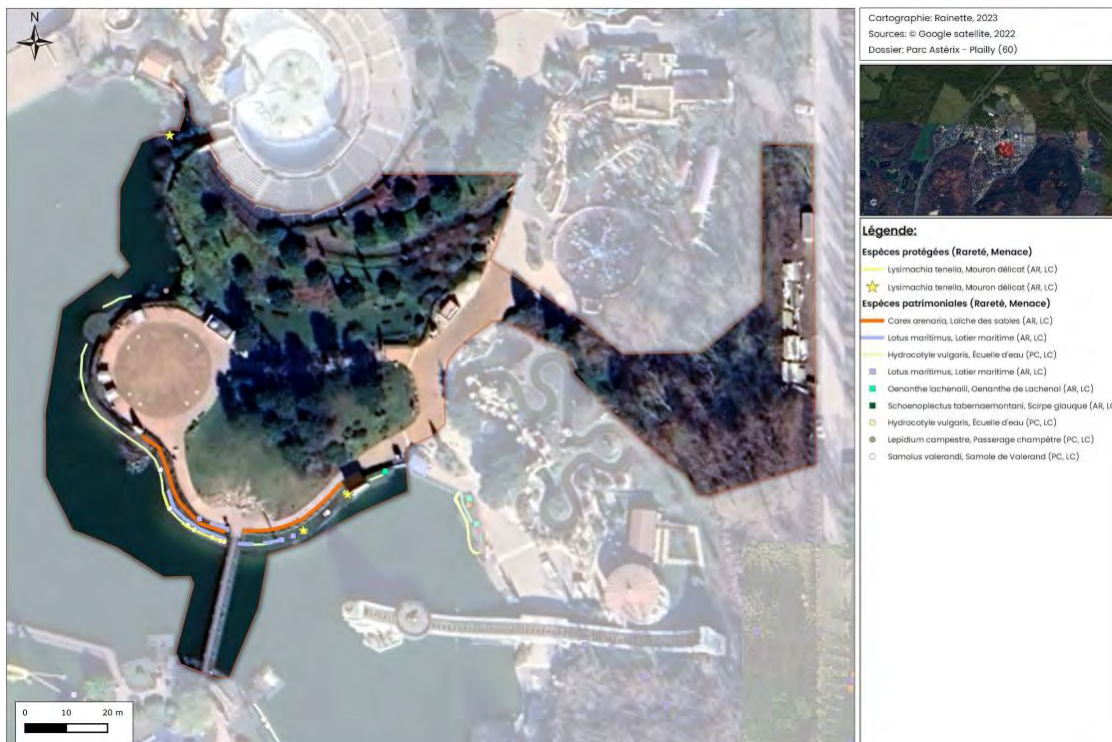 N
0 10 20 m
Cartographie: Rainette, 2023
Sources: © Google satellite, 2022
Dossier: Parc Astérix - Plailly (60)
Légende:
Espèces protégées (Rareté, Menace)
Lysimachia tenella, Mouron délicat (AR, LC)
Lysimachia tenella, Mouron délicat (AR, LC)
Espèces patrimoniales (Rareté, Menace)
Carex arenaria, Laîche des sables (AR, LC)
Lotus maritimus, Lotier maritime (AR, LC)
Hydrocotyle vulgaris, Écuelle d'eau (PC, LC)
Lotus maritimus, Lotier maritime (AR, LC)
Oenanthe lachenalii, Oenanthe de Lachenal (AR, LC)
Schoenoplectus tabernaemontani, Scirpe glauque (AR, LC
Hydrocotyle vulgaris, Écuelle d'eau (PC, LC)
Lepidium campestre, Passerage champêtre (PC, LC)
Samolus valerandi, Samole de Valerand (PC, LC)